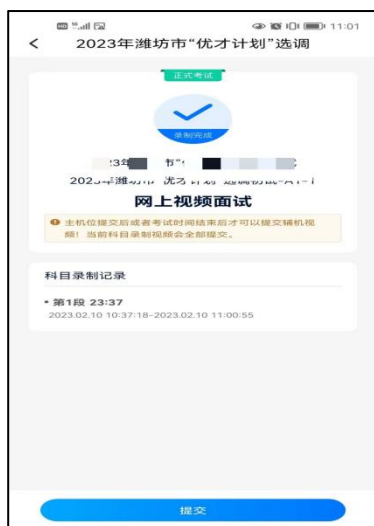 11:01
2023年潍坊市“优才计划”选调
正式考试
录制完成
网上视频面试
主机位提交后或者考试时间结束后才可以提交辅机视
频！当前科目录制视频会全部提交。
科目录制记录
• 第1段 23:37
2023.02.10 10:37:18-2023.02.10 11:00:55
提交